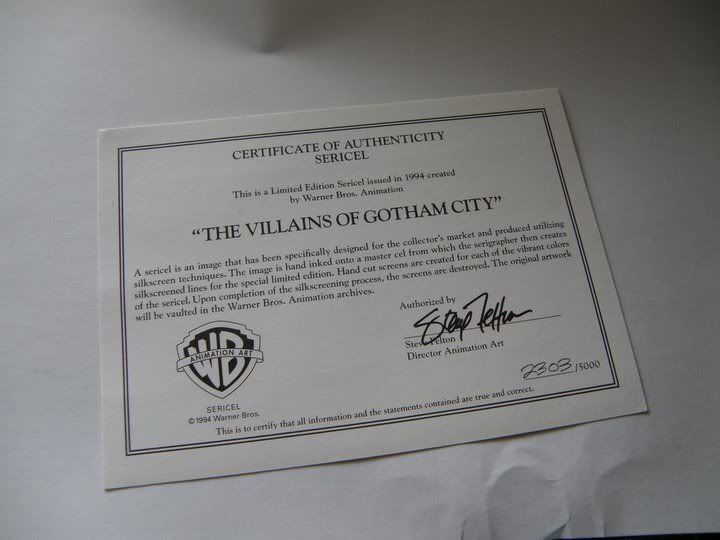 CERTIFICATE OF AUTHENTICITY
SERICEL
This is a Limited Edition Sericel issued in 1994 created
by Warner Bros. Animation
“THE VILLAINS OF GOTHAM CITY”
A sericel is an image that has been specifically designed for the collector's market and produced utilizing
silkscreen techniques. The image is hand inked onto a master cel from which the serigrapher then creates
silkscreened lines for the special limited edition. Hand cut screens are created for each of the vibrant colors
of the sericel. Upon completion of the silkscreening process, the screens are destroyed. The original artwork
will be vaulted in the Warner Bros. Animation archives.
Authorized by
Steve Felton
Steve Felton
Director Animation Art
WB
ANIMATION ART
SERICEL
©1994 Warner Bros.
2303/5000
This is to certify that all information and the statements contained are true and correct.